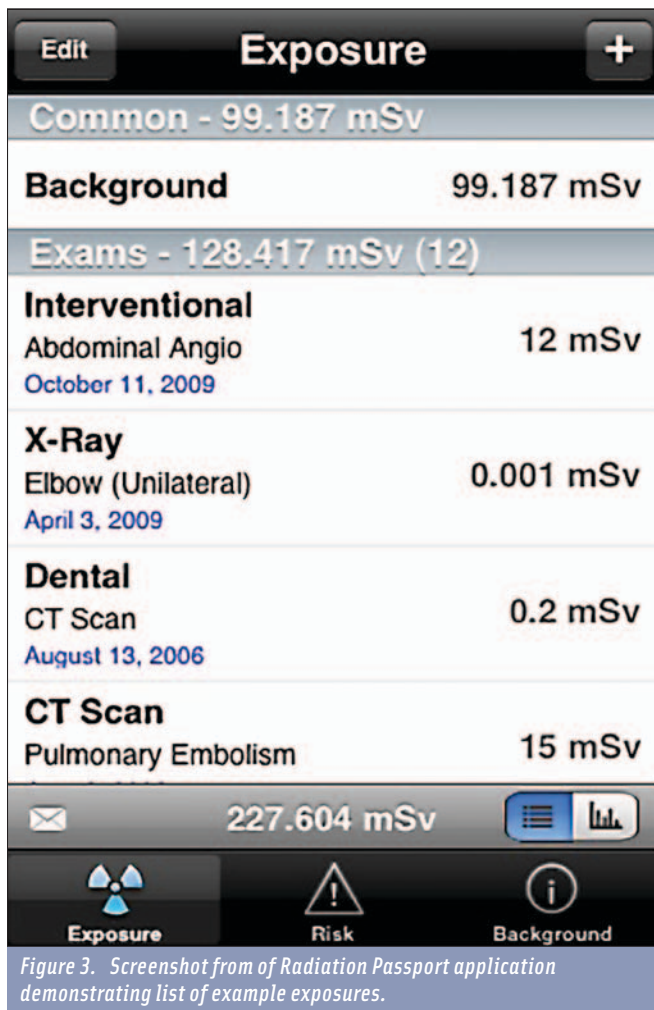 Edit
Exposure
+
Common - 99.187 mSv
Background 99.187 mSv
Exams - 128.417 mSv (12)
Interventional
Abdominal Angio 12 mSv
October 11, 2009
X-Ray
Elbow (Unilateral) 0.001 mSv
April 3, 2009
Dental
CT Scan 0.2 mSv
August 13, 2006
CT Scan
Pulmonary Embolism 15 mSv
227.604 mSv
Exposure Risk Background
Figure 3. Screenshot from of Radiation Passport application
demonstrating list of example exposures.